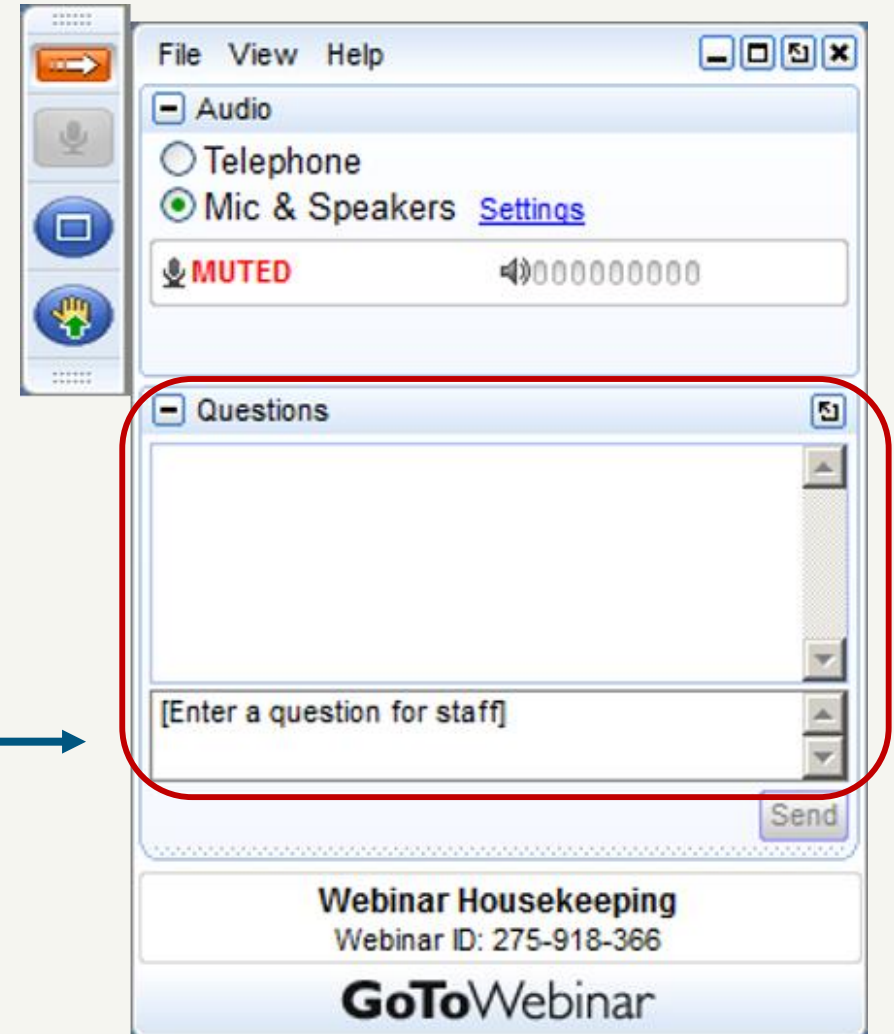 File View Help
Audio
Telephone
Mic & Speakers Settings
MUTED 000000000
Questions
[Enter a question for staff]
Send
Webinar Housekeeping
Webinar ID: 275-918-366
GoToWebinar